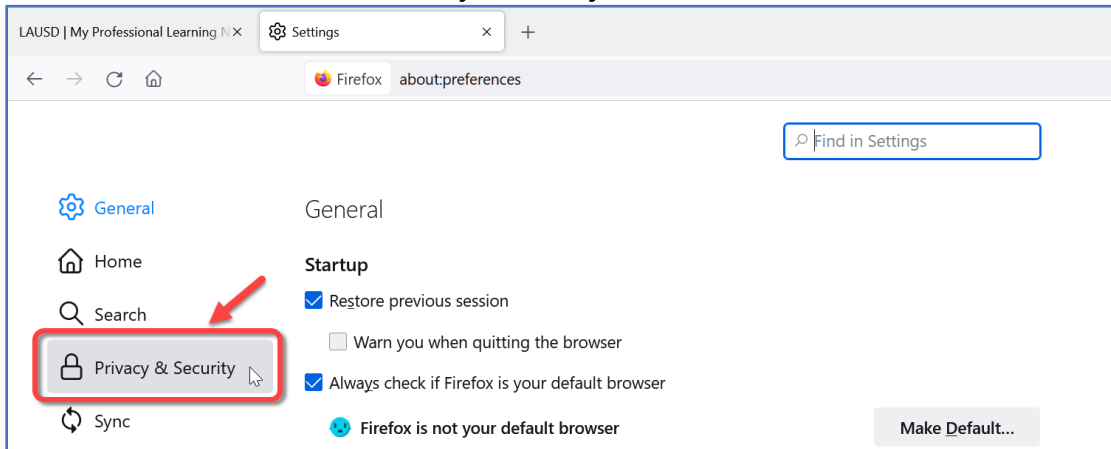 LAUSD | My Professional Learning N
Settings
Firefox about:preferences
Find in Settings
General
General
Home
Startup
Restore previous session
Search
Warn you when quitting the browser
Privacy & Security
Always check if Firefox is your default browser
Sync
Firefox is not your default browser
Make Default...